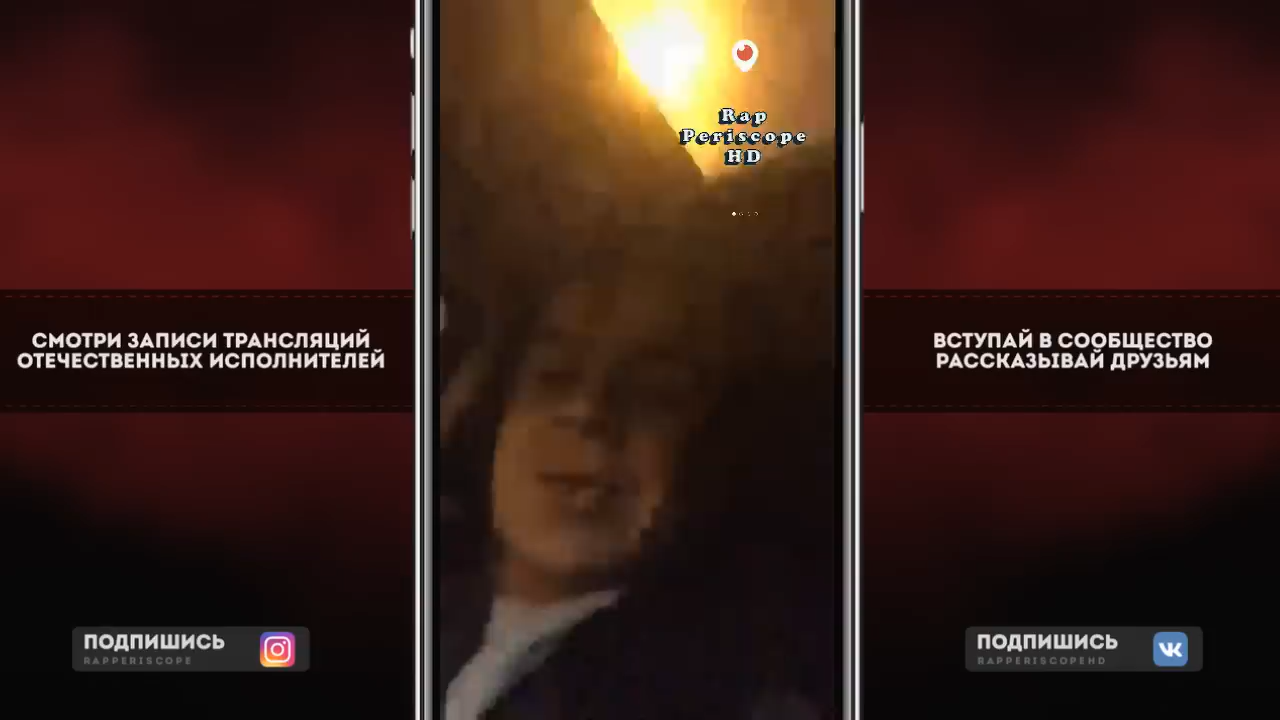 Rap
Periscope
HD
СМОТРИ ЗАПИСИ ТРАНСЛЯЦИЙ
ОТЕЧЕСТВЕННЫХ ИСПОЛНИТЕЛЕЙ
ВСТУПАЙ В СООБЩЕСТВО
РАССКАЗЫВАЙ ДРУЗЬЯМ
ПОДПИШИСЬ
RAPPERISCOPE
ПОДПИШИСЬ
RAPPERISCOPEHD